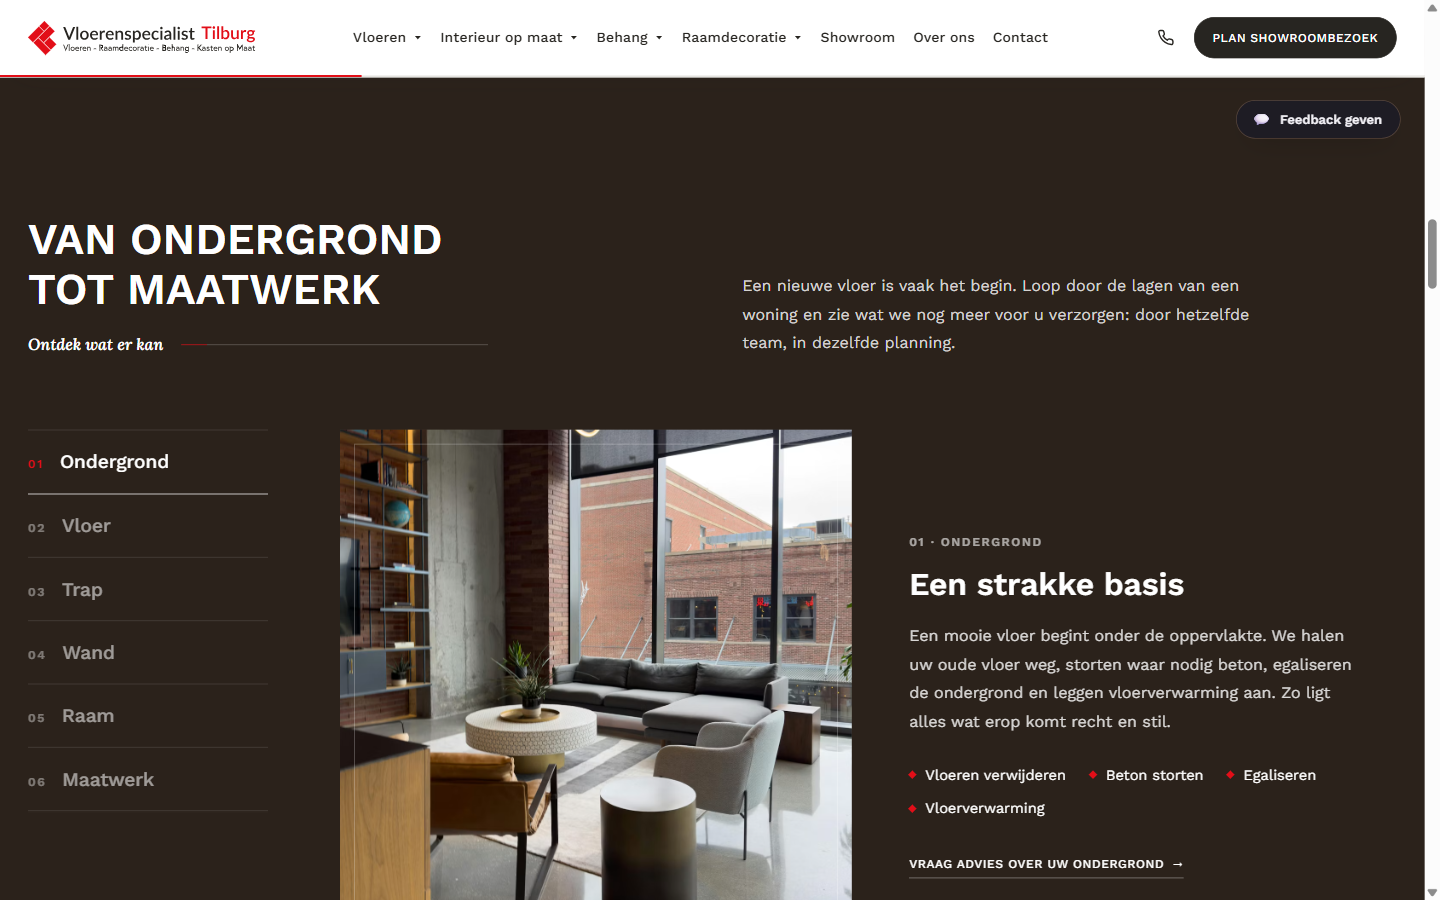 Vloerenspecialist Tilburg
Vloeren - Raamdecoratie - Behang - Kasten op Maat
Vloeren
Interieur op maat
Behang
Raamdecoratie
Showroom
Over ons
Contact
PLAN SHOWROOMBEZOEK
Feedback geven
VAN ONDERGROND
TOT MAATWERK
Ontdek wat er kan
Een nieuwe vloer is vaak het begin. Loop door de lagen van een
woning en zie wat we nog meer voor u verzorgen: door hetzelfde
team, in dezelfde planning.
01 Ondergrond
02 Vloer
03 Trap
04 Wand
05 Raam
06 Maatwerk
01 · ONDERGROND
Een strakke basis
Een mooie vloer begint onder de oppervlakte. We halen
uw oude vloer weg, storten waar nodig beton, egaliseren
de ondergrond en leggen vloerverwarming aan. Zo ligt
alles wat erop komt recht en stil.
Vloeren verwijderen
Beton storten
Egaliseren
Vloerverwarming
VRAAG ADVIES OVER UW ONDERGROND →